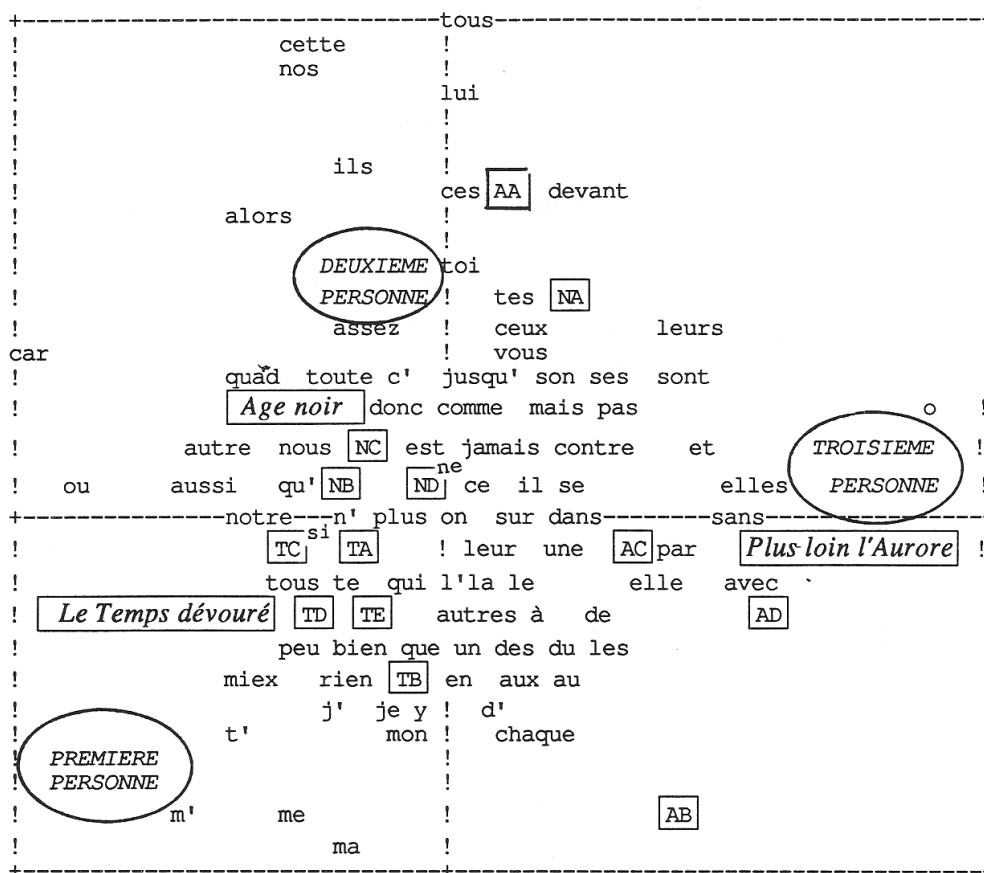 tous
cette
nos
lui
ils
ces AA devant
alors
DEUXIEME toi
PERSONNE tes NA
assez ceux leurs
car vous
quăd toute c' jusqu' son ses sont
Age noir donc comme mais pas o
autre nous NC est jamais contre et TROISIEME
ne
ou aussi qu' NB ND ce il se elles PERSONNE
notre n' plus on sur dans sans
si
TC TA leur une AC par Plus loin l'Aurore
tous te qui l'la le elle avec
Le Temps dévouré TD TE autres à de AD
peu bien que un des du les
miex rien TB en aux au
j' je y d'
t' mon chaque
PREMIERE
PERSONNE
m' me AB
ma